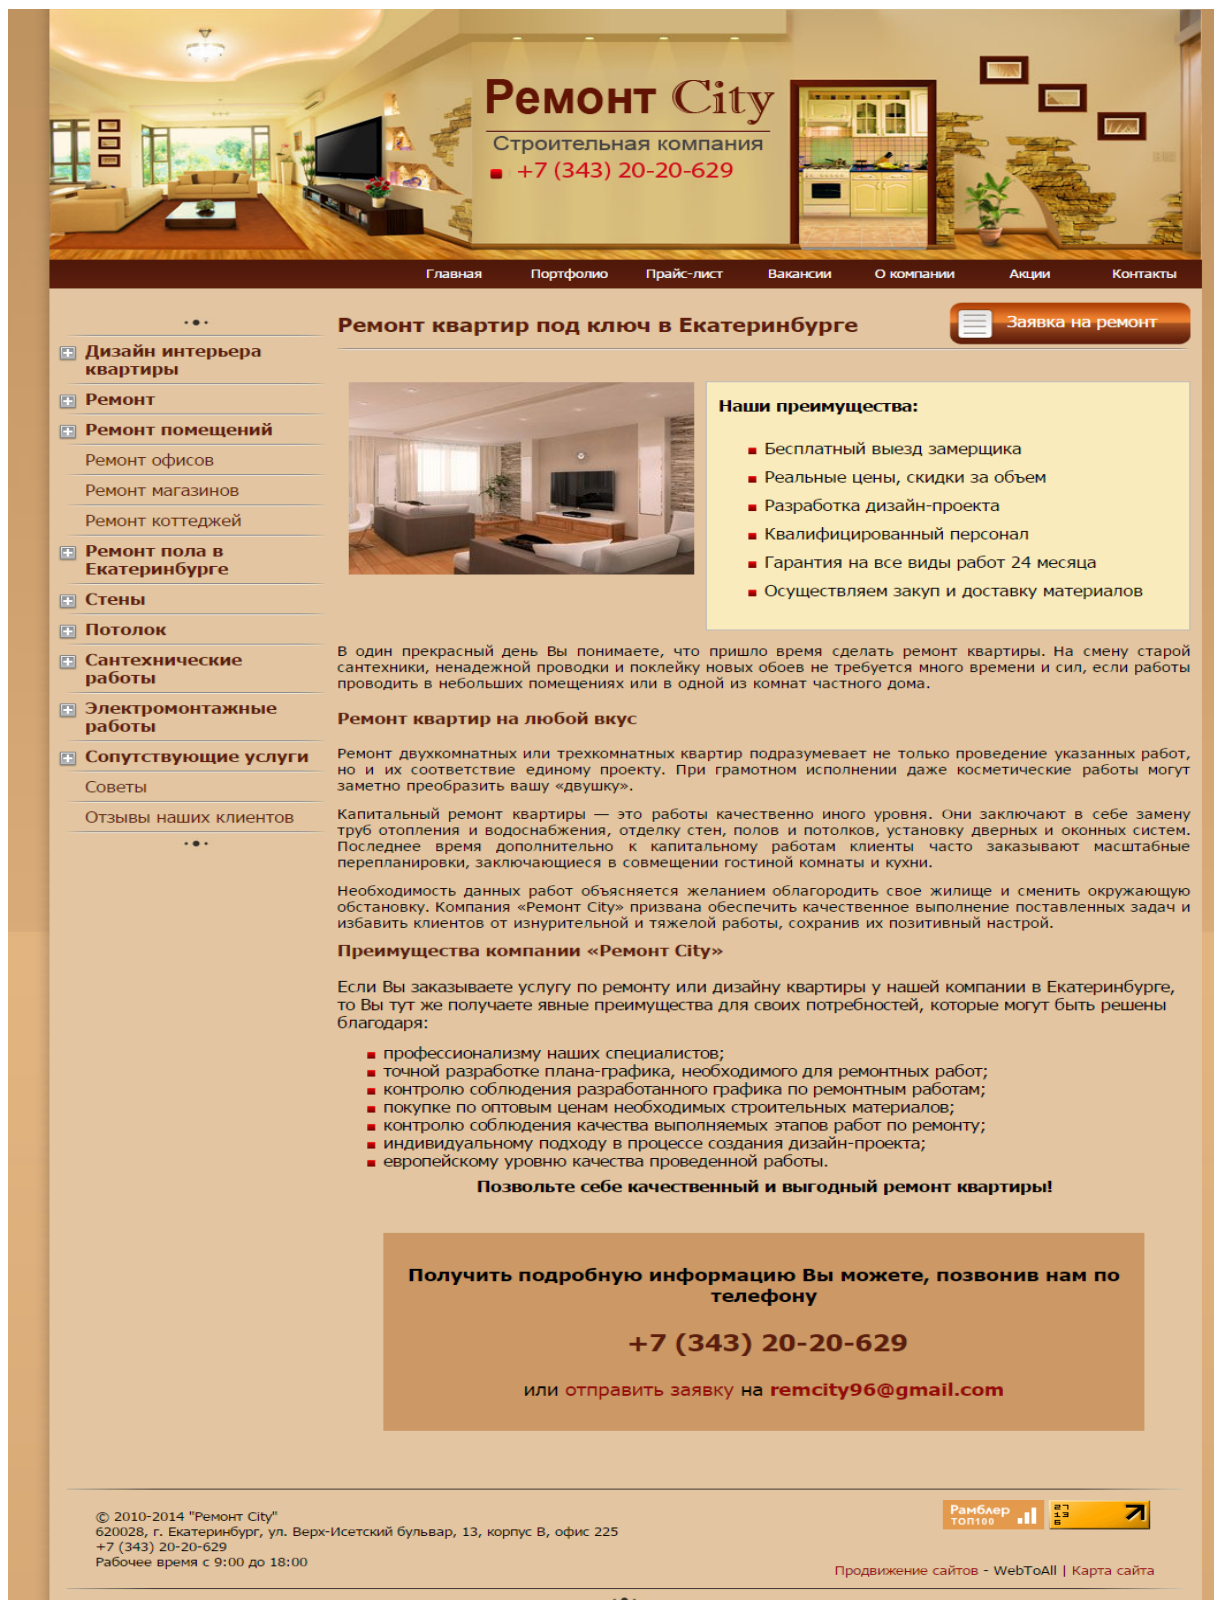 Ремонт City
Строительная компания
+7 (343) 20-20-629
Главная Портфолио Прайс-лист Вакансии О компании Акции Контакты
Дизайн интерьера
квартиры
Ремонт
Ремонт помещений
Ремонт офисов
Ремонт магазинов
Ремонт коттеджей
Ремонт пола в
Екатеринбурге
Стены
Потолок
Сантехнические
работы
Электромонтажные
работы
Сопутствующие услуги
Советы
Отзывы наших клиентов
Ремонт квартир под ключ в Екатеринбурге
Заявка на ремонт
Наши преимущества:
Бесплатный выезд замерщика
Реальные цены, скидки за объем
Разработка дизайн-проекта
Квалифицированный персонал
Гарантия на все виды работ 24 месяца
Осуществляем закуп и доставку материалов
В один прекрасный день Вы понимаете, что пришло время сделать ремонт квартиры. На смену старой
сантехники, ненадежной проводки и поклейку новых обоев не требуется много времени и сил, если работы
проводить в небольших помещениях или в одной из комнат частного дома.
Ремонт квартир на любой вкус
Ремонт двухкомнатных или трехкомнатных квартир подразумевает не только проведение указанных работ,
но и их соответствие единому проекту. При грамотном исполнении даже косметические работы могут
заметно преобразить вашу «двушку».
Капитальный ремонт квартиры — это работы качественно иного уровня. Они заключают в себе замену
труб отопления и водоснабжения, отделку стен, полов и потолков, установку дверных и оконных систем.
Последнее время дополнительно к капитальному работам клиенты часто заказывают масштабные
перепланировки, заключающиеся в совмещении гостиной комнаты и кухни.
Необходимость данных работ объясняется желанием облагородить свое жилище и сменить окружающую
обстановку. Компания «Ремонт City» призвана обеспечить качественное выполнение поставленных задач и
избавить клиентов от изнурительной и тяжелой работы, сохранив их позитивный настрой.
Преимущества компании «Ремонт City»
Если Вы заказываете услугу по ремонту или дизайну квартиры у нашей компании в Екатеринбурге,
то Вы тут же получаете явные преимущества для своих потребностей, которые могут быть решены
благодаря:
профессионализму наших специалистов;
точной разработке плана-графика, необходимого для ремонтных работ;
контролю соблюдения разработанного графика по ремонтным работам;
покупке по оптовым ценам необходимых строительных материалов;
контролю соблюдения качества выполняемых этапов работ по ремонту;
индивидуальному подходу в процессе создания дизайн-проекта;
европейскому уровню качества проведенной работы.
Позвольте себе качественный и выгодный ремонт квартиры!
Получить подробную информацию Вы можете, позвонив нам по
телефону
+7 (343) 20-20-629
или отправить заявку на remcity96@gmail.com
© 2010-2014 "Ремонт City"
620028, г. Екатеринбург, ул. Верх-Исетский бульвар, 13, корпус В, офис 225
+7 (343) 20-20-629
Рабочее время с 9:00 до 18:00
Рамблер
ТОП100
27
13
6
Продвижение сайтов - WebToAll | Карта сайта